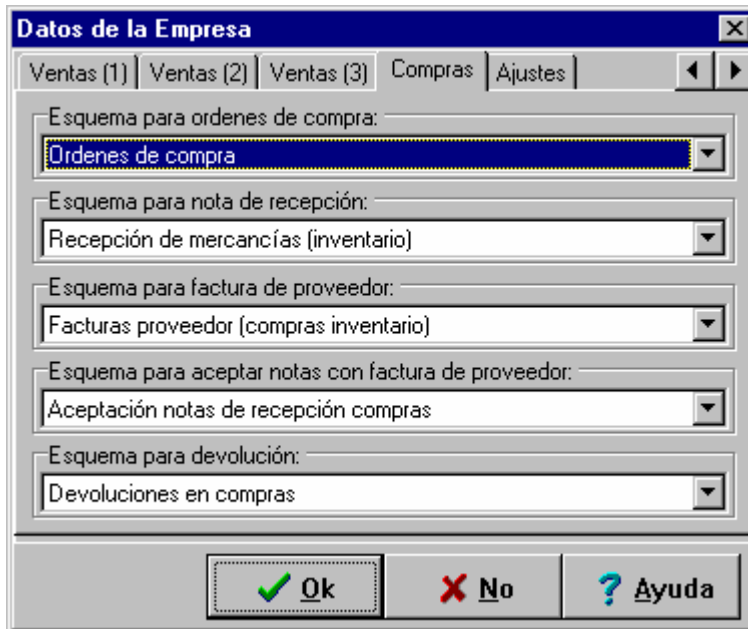 Datos de la Empresa
Ventas (1) Ventas (2) Ventas (3) Compras Ajustes
Esquema para ordenes de compra:
Ordenes de compra
Esquema para nota de recepción:
Recepción de mercancías (inventario)
Esquema para factura de proveedor:
Facturas proveedor (compras inventario)
Esquema para aceptar notas con factura de proveedor:
Aceptación notas de recepción compras
Esquema para devolución:
Devoluciones en compras
Ok No ? Ayuda